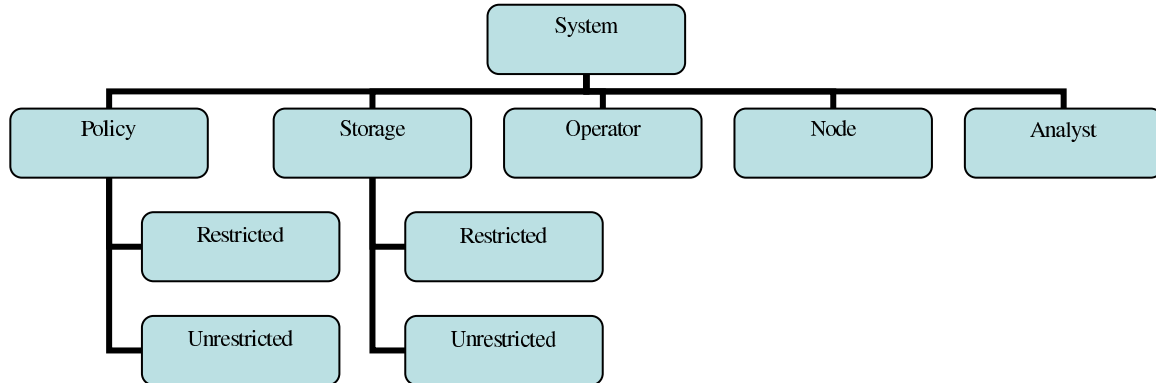 System
Policy
Storage
Operator
Node
Analyst
Restricted
Restricted
Unrestricted
Unrestricted